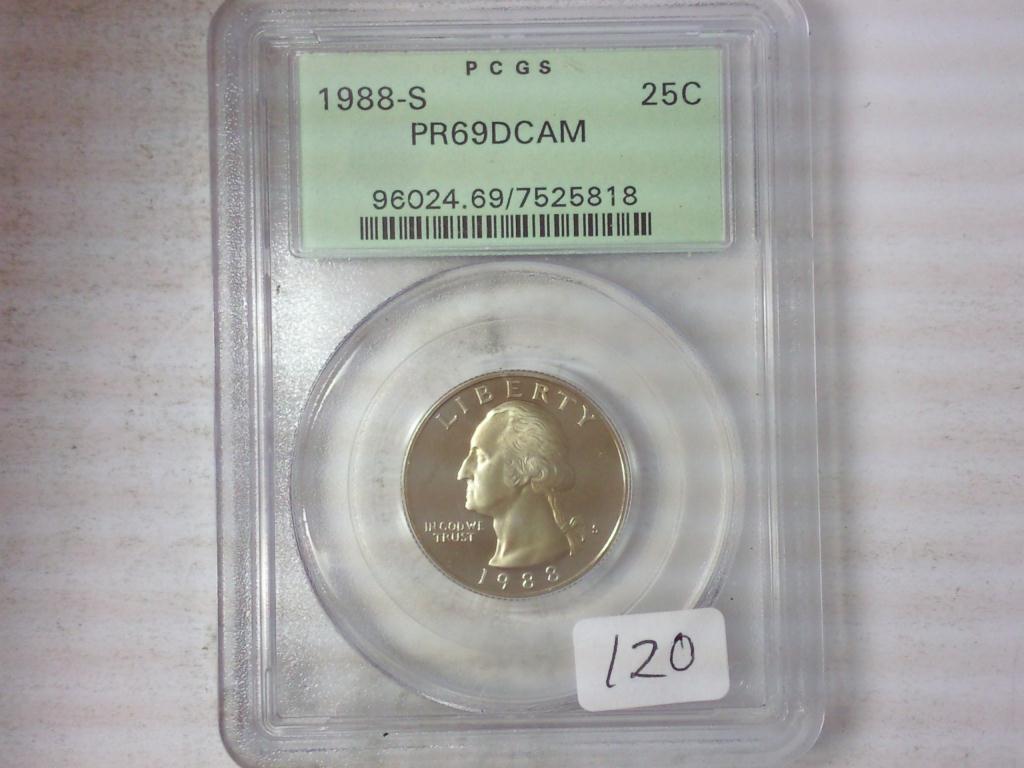 PCGS
1988-S 25C
PR69DCAM
96024.69/7525818
LIBERTY
IN GOD WE
TRUST
S
1988
120